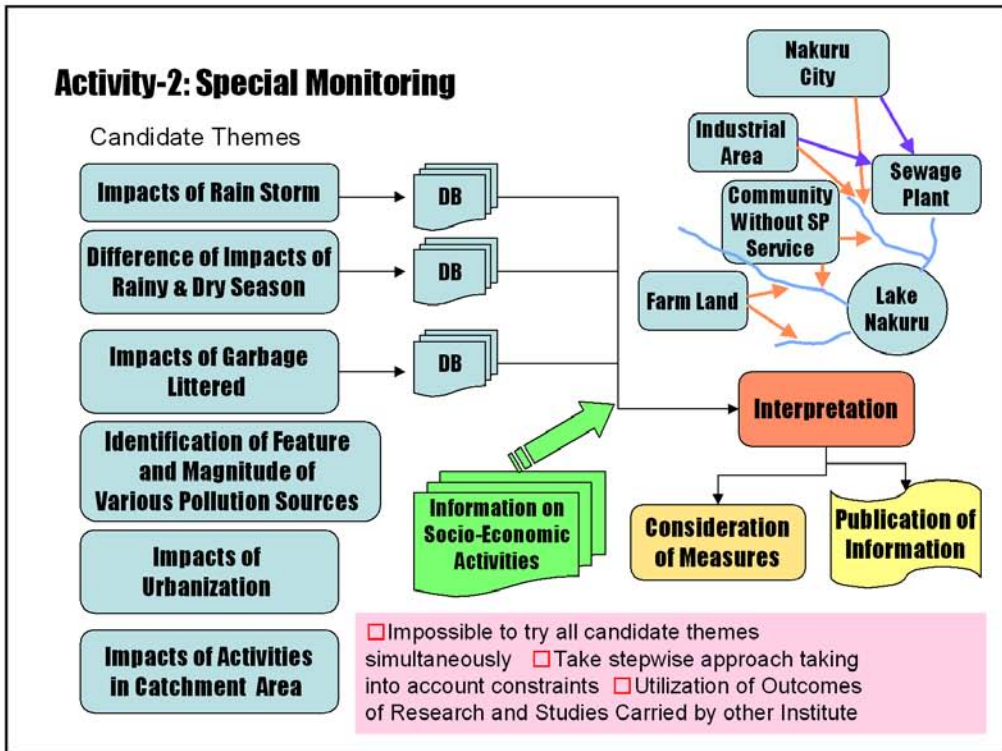 Activity-2: Special Monitoring
Candidate Themes
Impacts of Rain Storm
Difference of Impacts of
Rainy & Dry Season
Impacts of Garbage
Littered
Identification of Feature
and Magnitude of
Various Pollution Sources
Impacts of
Urbanization
Impacts of Activities
in Catchment Area
DB
DB
DB
Information on
Socio-Economic
Activities
Nakuru
City
Industrial
Area
Sewage
Plant
Community
Without SP
Service
Farm Land
Lake
Nakuru
Interpretation
Consideration
of Measures
Publication of
Information
□Impossible to try all candidate themes
simultaneously □ Take stepwise approach taking
into account constraints □ Utilization of Outcomes
of Research and Studies Carried by other Institute